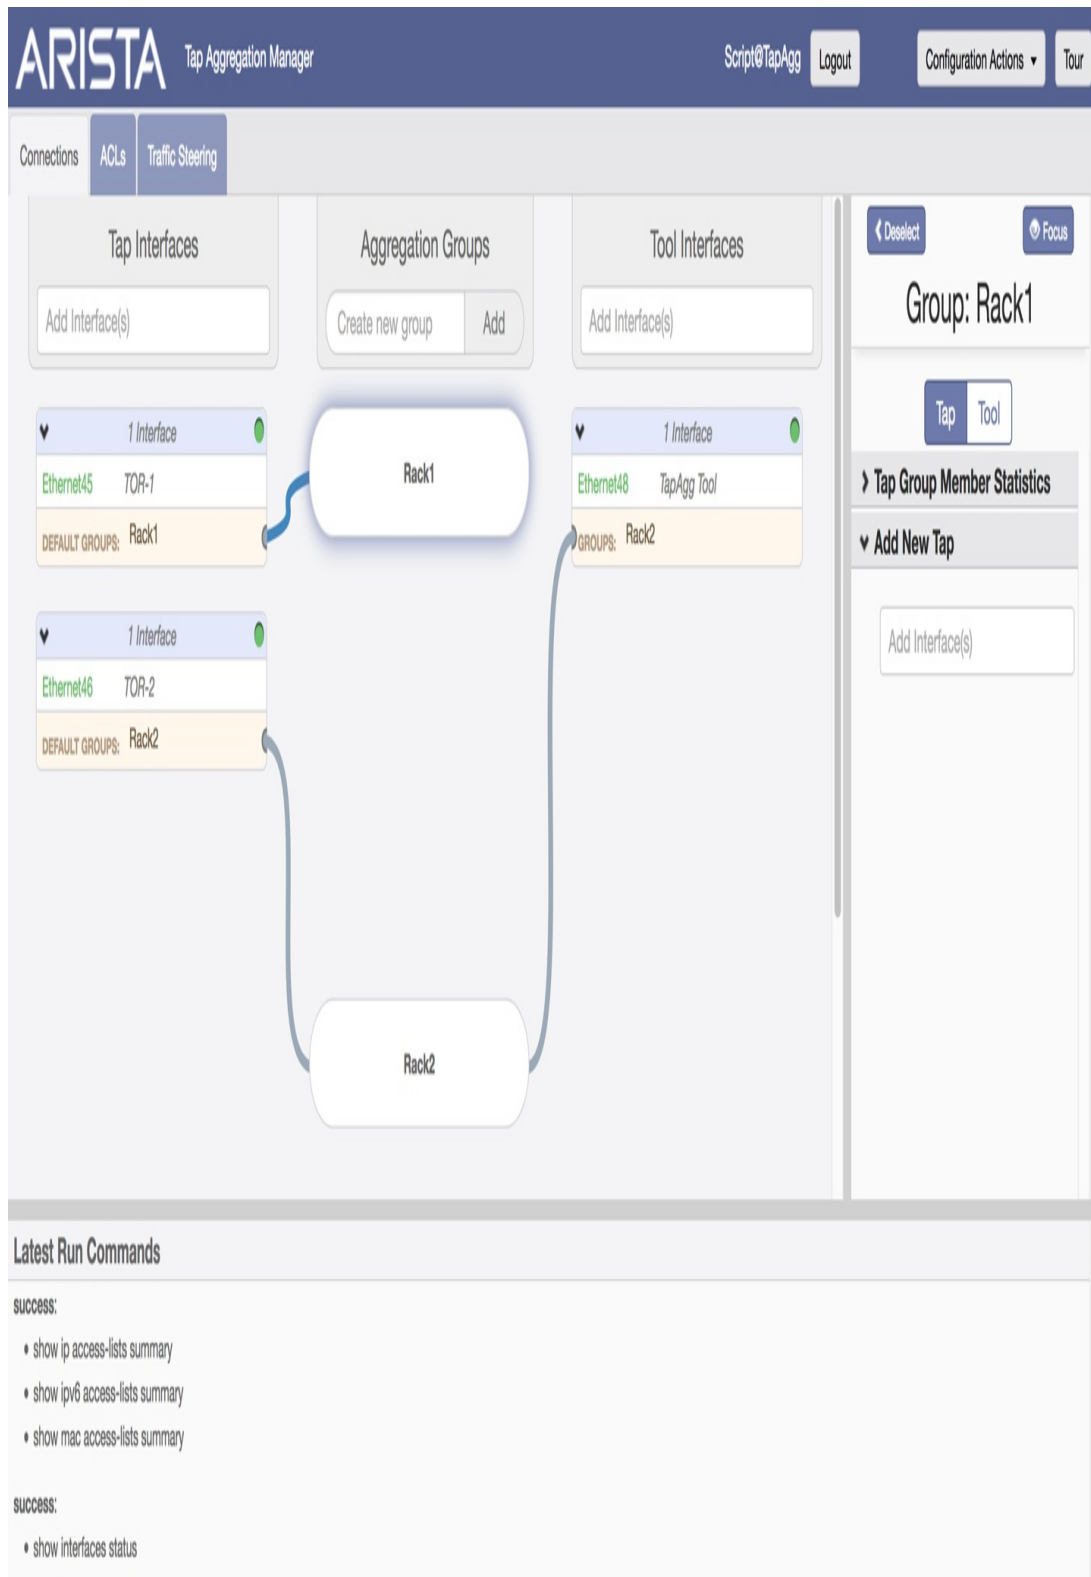 ARISTA Tap Aggregation Manager Script@TapAgg Logout Configuration Actions Tour
Connections ACLs Traffic Steering
Tap Interfaces
Add Interface(s)
Aggregation Groups
Create new group Add
Tool Interfaces
Add Interface(s)
1 Interface
Ethernet45 TOR-1
DEFAULT GROUPS: Rack1
1 Interface
Ethernet46 TOR-2
DEFAULT GROUPS: Rack2
Rack1
Rack2
1 Interface
Ethernet48 TapAgg Tool
GROUPS: Rack2
Deselect Focus
Group: Rack1
Tap Tool
Tap Group Member Statistics
Add New Tap
Add Interface(s)
Latest Run Commands
success:
• show ip access-lists summary
• show ipv6 access-lists summary
• show mac access-lists summary
success:
• show interfaces status